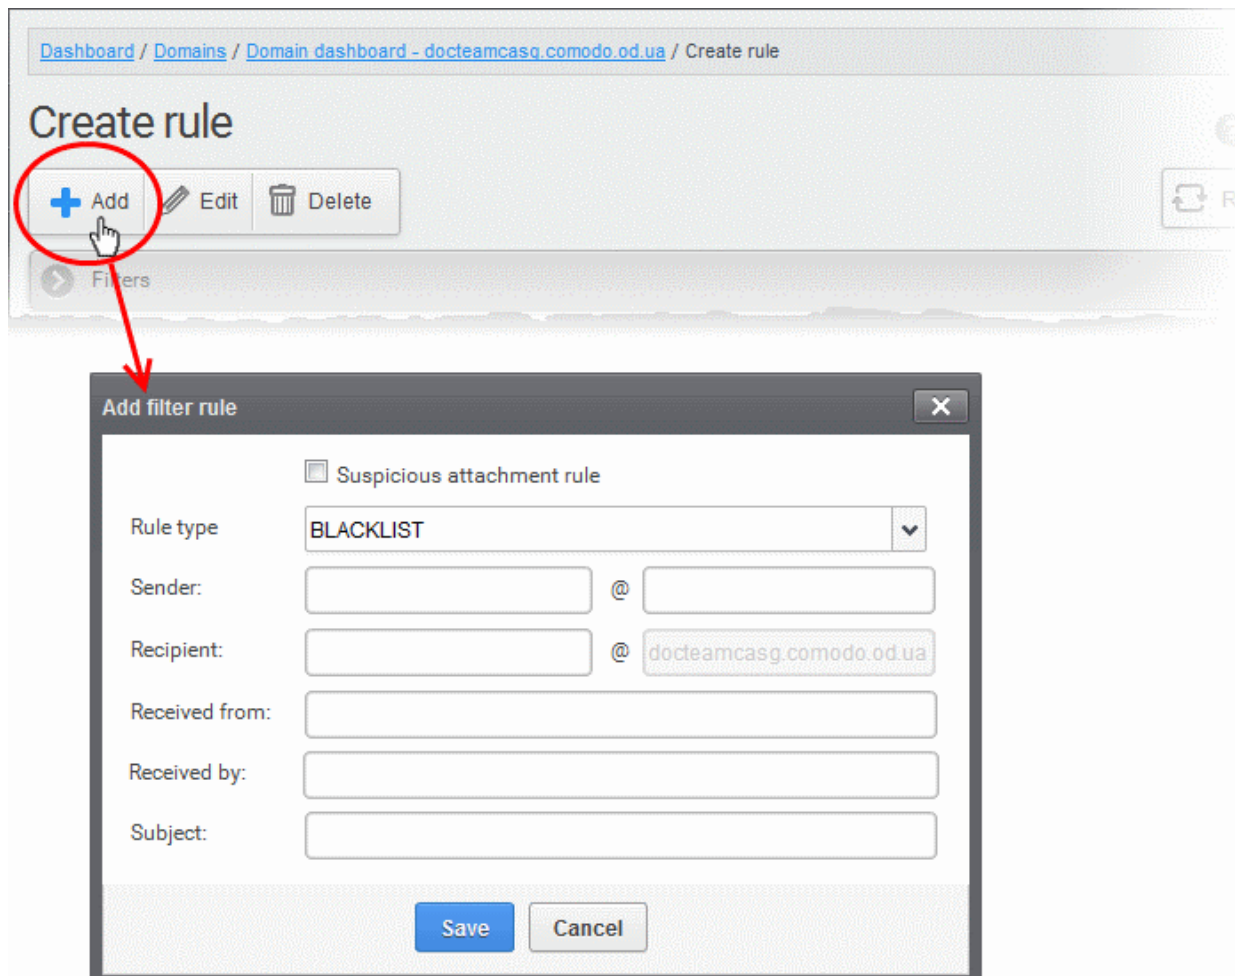 Dashboard / Domains / Domain dashboard - docteamcasg.comodo.od.ua / Create rule
Create rule
Add Edit Delete
Filters
Add filter rule
Suspicious attachment rule
Rule type BLACKLIST
Sender: @
Recipient: @ docteamcasg.comodo.od.ua
Received from:
Received by:
Subject:
Save Cancel